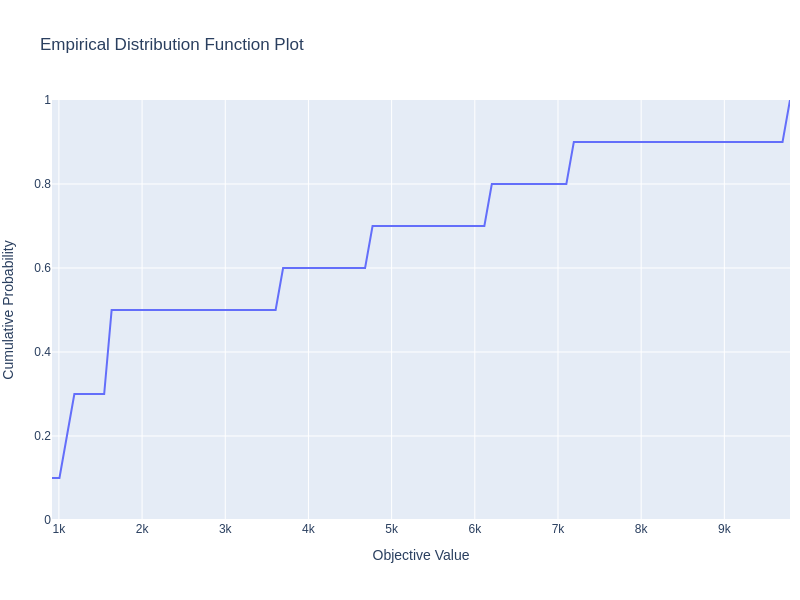 Empirical Distribution Function Plot
1
0.8
0.6
0.4
0.2
0
Cumulative Probability
1k 2k 3k 4k 5k 6k 7k 8k 9k
Objective Value